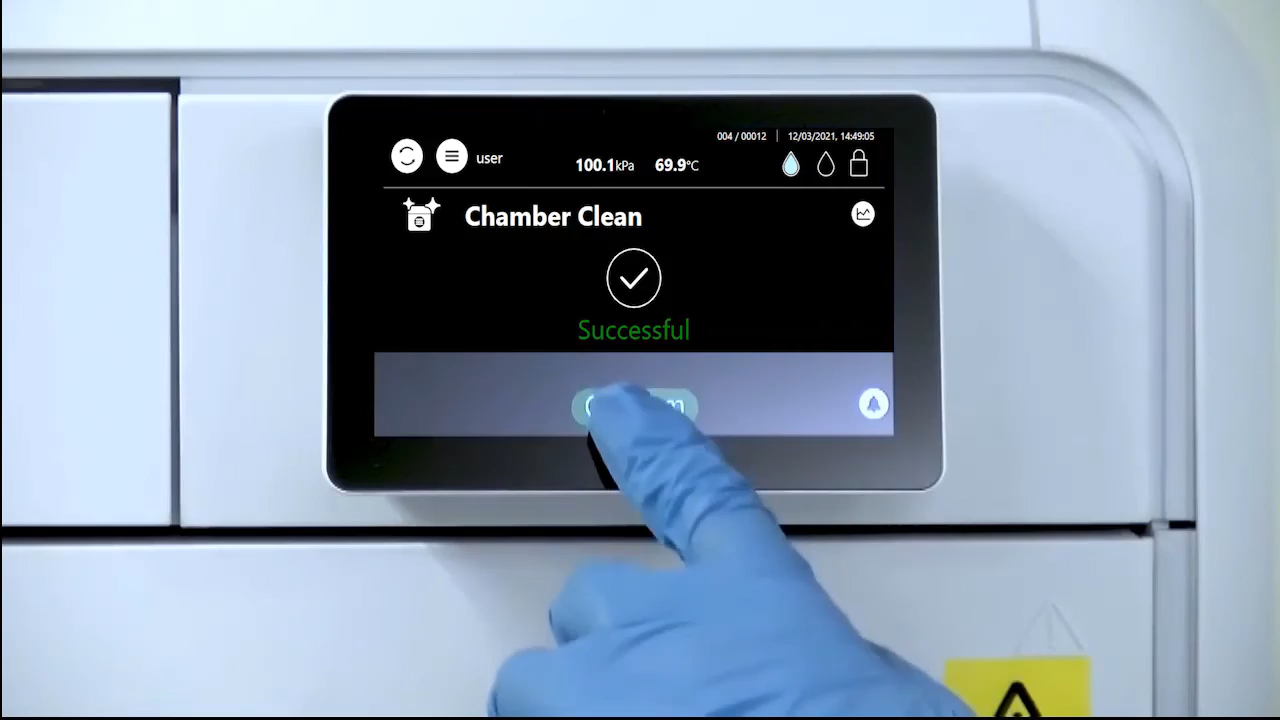 004 / 00012 | 12/03/2021, 14:49:05
user 100.1kPa 69.9°C
Chamber Clean
Successful